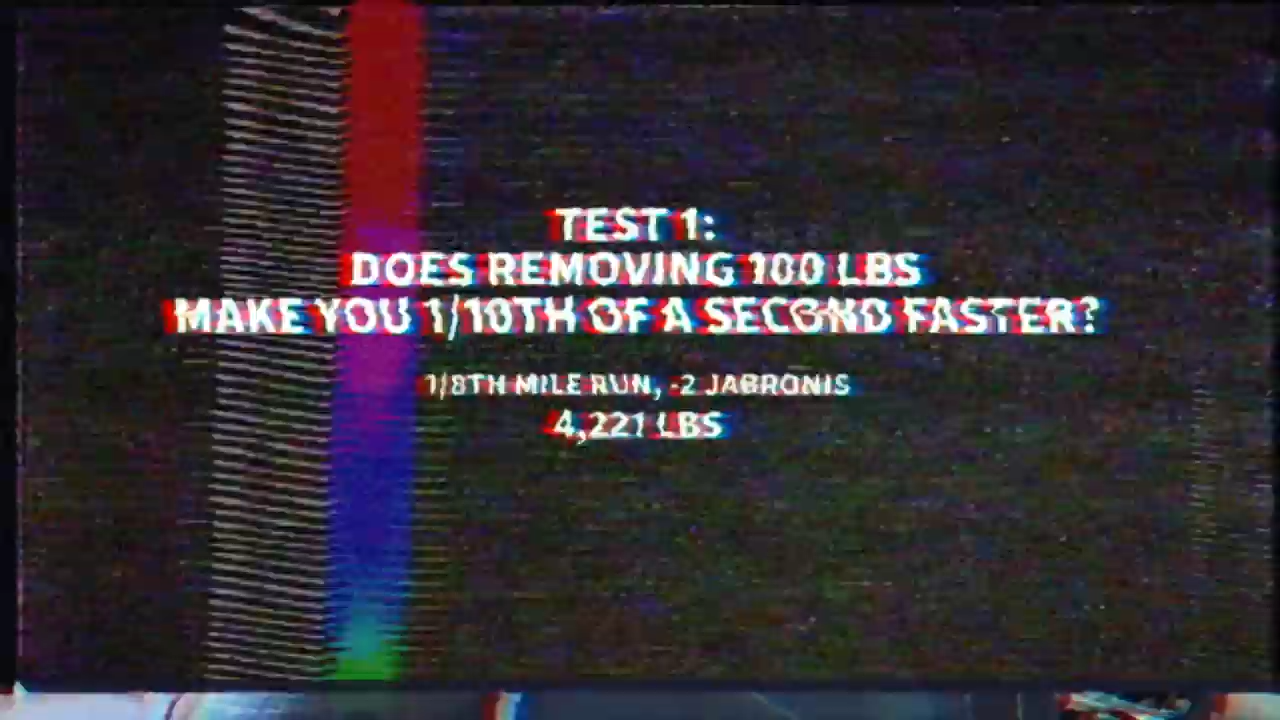 TEST 1:
DOES REMOVING 100 LBS
MAKE YOU 1/10TH OF A SECOND FASTER?
1/8TH MILE RUN, -2 JABRONIS
4,221 LBS